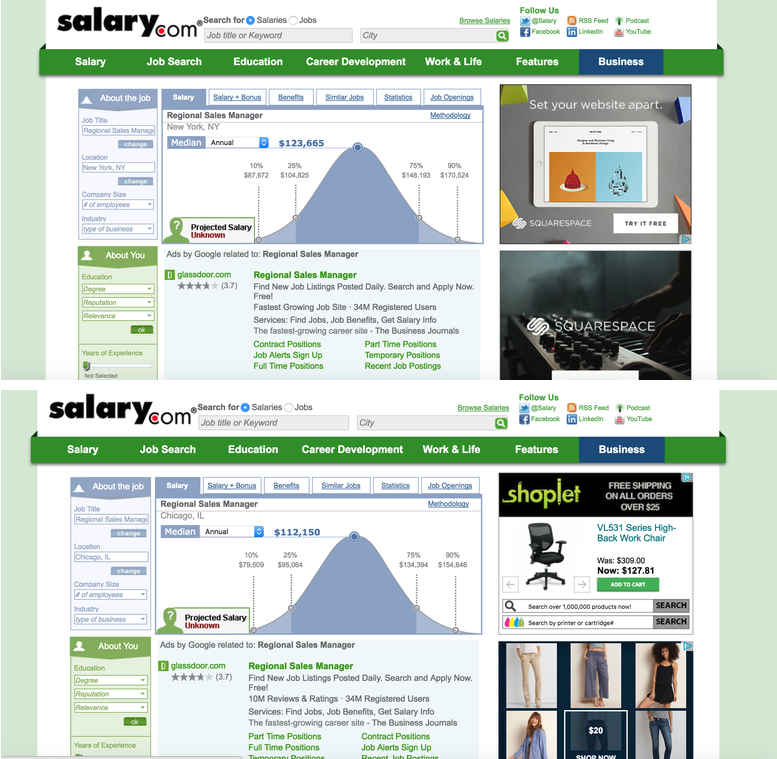 salary.com®
Search for Salaries Jobs
Browse Salaries
Job title or Keyword
City
Follow Us
@Salary RSS Feed Podcast
Facebook LinkedIn YouTube
Salary Job Search Education Career Development Work & Life Features Business
About the job
Job Title
Regional Sales Manage
change
Location
New York, NY
change
Company Size
# of employees
Industry
type of business
About You
Education
Degree
Reputation
Relevance
ok
Years of Experience
Not Selected
Salary Salary + Bonus Benefits Similar Jobs Statistics Job Openings
Regional Sales Manager Methodology
New York, NY
Median Annual $123,665
10% 25% 75% 90%
$87,672 $104,825 $148,193 $170,524
? Projected Salary
Unknown
Ads by Google related to: Regional Sales Manager
glassdoor.com
(3.7)
Regional Sales Manager
Find New Job Listings Posted Daily. Search and Apply Now.
Free!
Fastest Growing Job Site · 34M Registered Users
Services: Find Jobs, Job Benefits, Get Salary Info
The fastest-growing career site - The Business Journals
Contract Positions Part Time Positions
Job Alerts Sign Up Temporary Positions
Full Time Positions Recent Job Postings
Set your website apart.
SQUARESPACE
TRY IT FREE
SQUARESPACE
salary.com®
Search for Salaries Jobs
Browse Salaries
Job title or Keyword
City
Follow Us
@Salary RSS Feed Podcast
Facebook LinkedIn YouTube
Salary Job Search Education Career Development Work & Life Features Business
About the job
Job Title
Regional Sales Manage
change
Location
Chicago, IL
change
Company Size
# of employees
Industry
type of business
About You
Education
Degree
Reputation
Relevance
ok
Years of Experience
Salary Salary + Bonus Benefits Similar Jobs Statistics Job Openings
Regional Sales Manager Methodology
Chicago, IL
Median Annual $112,150
10% 25% 75% 90%
$79,509 $95,064 $134,394 $154,646
? Projected Salary
Unknown
Ads by Google related to: Regional Sales Manager
glassdoor.com
(3.7)
Regional Sales Manager
Find New Job Listings Posted Daily. Search and Apply Now.
Free!
10M Reviews & Ratings · 34M Registered Users
Services: Find Jobs, Job Benefits, Get Salary Info
The fastest-growing career site - The Business Journals
Part Time Positions Contract Positions
Full Time Positions Job Alerts Sign Up
Temporary Positions Recent Job Postings
shoplet
FREE SHIPPING
ON ALL ORDERS
OVER $25
VL531 Series High-
Back Work Chair
Was: $309.00
Now: $127.81
ADD TO CART
Search over 1,000,000 products now! SEARCH
Search by printer or cartridge# SEARCH
$20
SHOP NOW